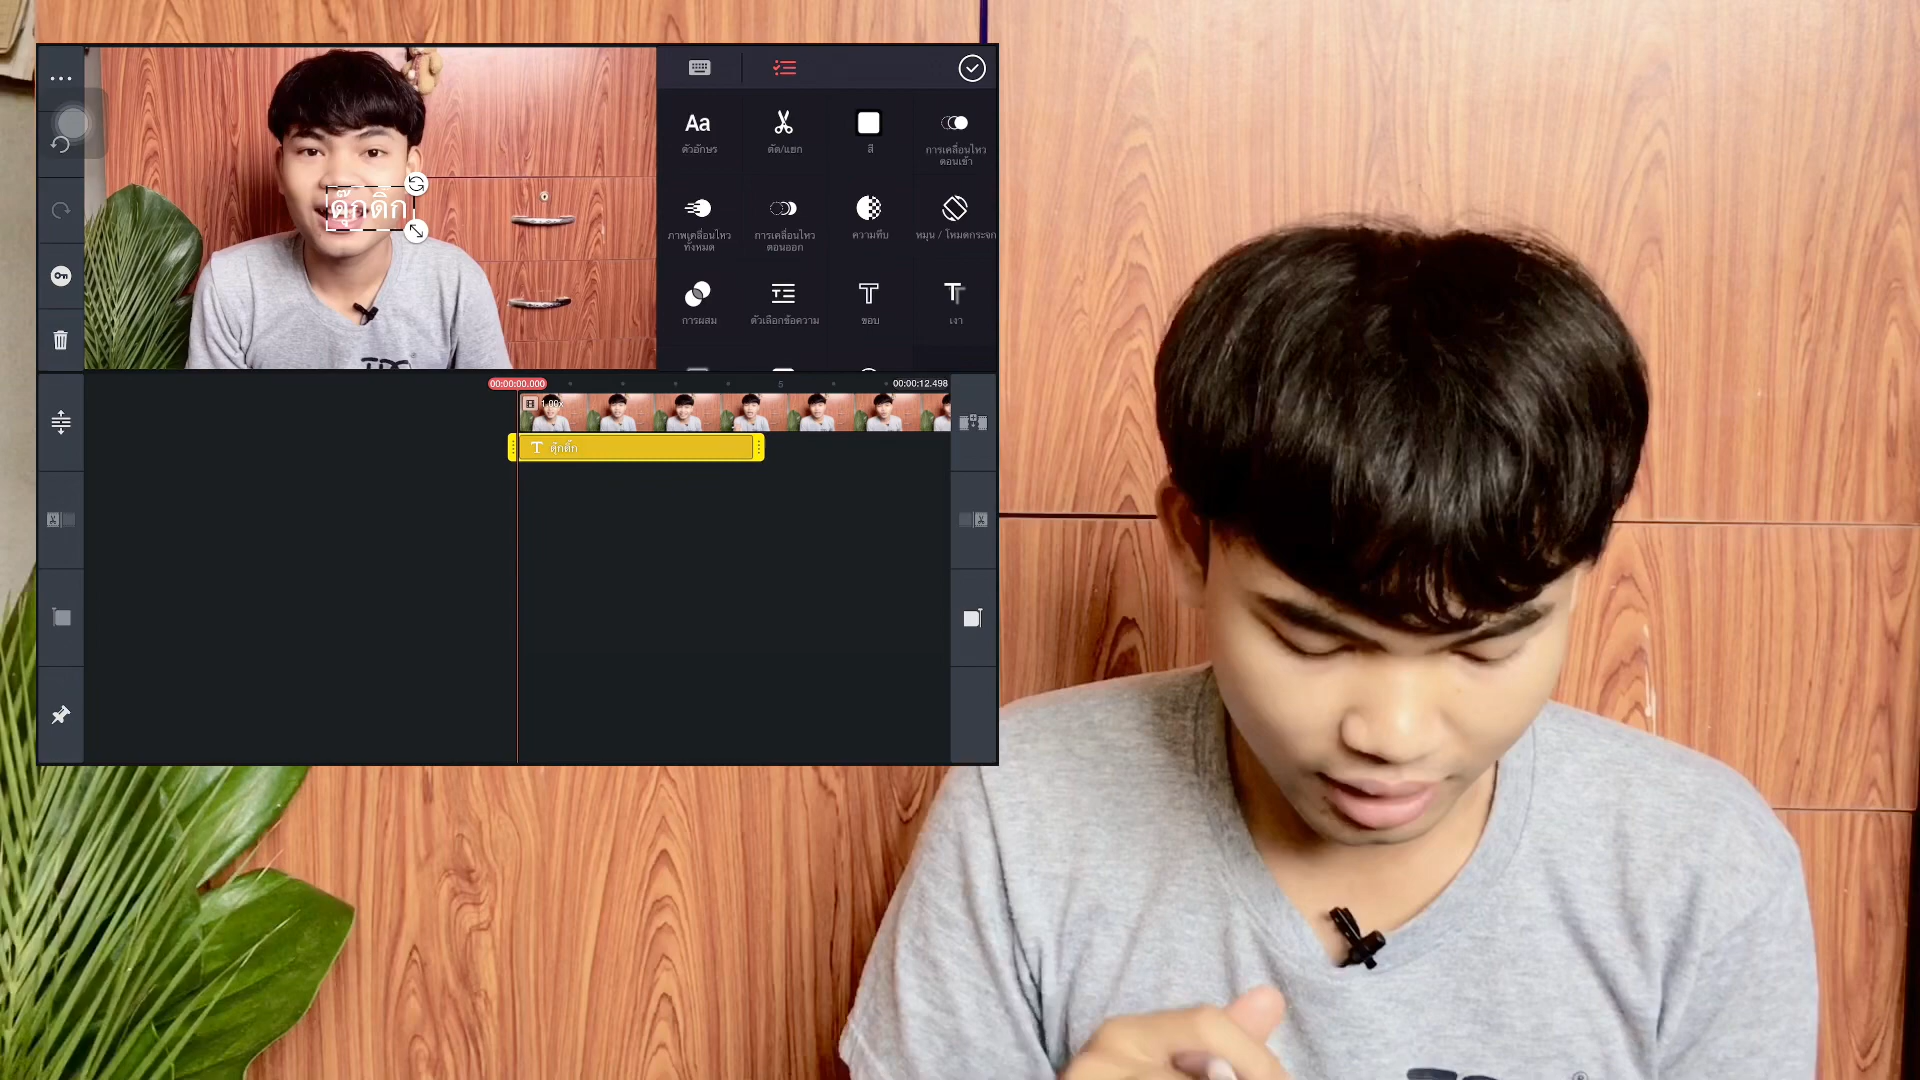 ดุ๊กดิก
Aa
ตัวอักษร
ตัด/แยก
สี
การเคลื่อนไหว
ตอนเข้า
ภาพเคลื่อนไหว
ทั้งหมด
การเคลื่อนไหว
ตอนออก
ความทึบ
หมุน / โหมดกระจก
การผสม
ตัวเลือกข้อความ
ขอบ
เงา
00:00:00.000
5
00:00:12.498
1.00x
T ดุ๊กดิ๊ก